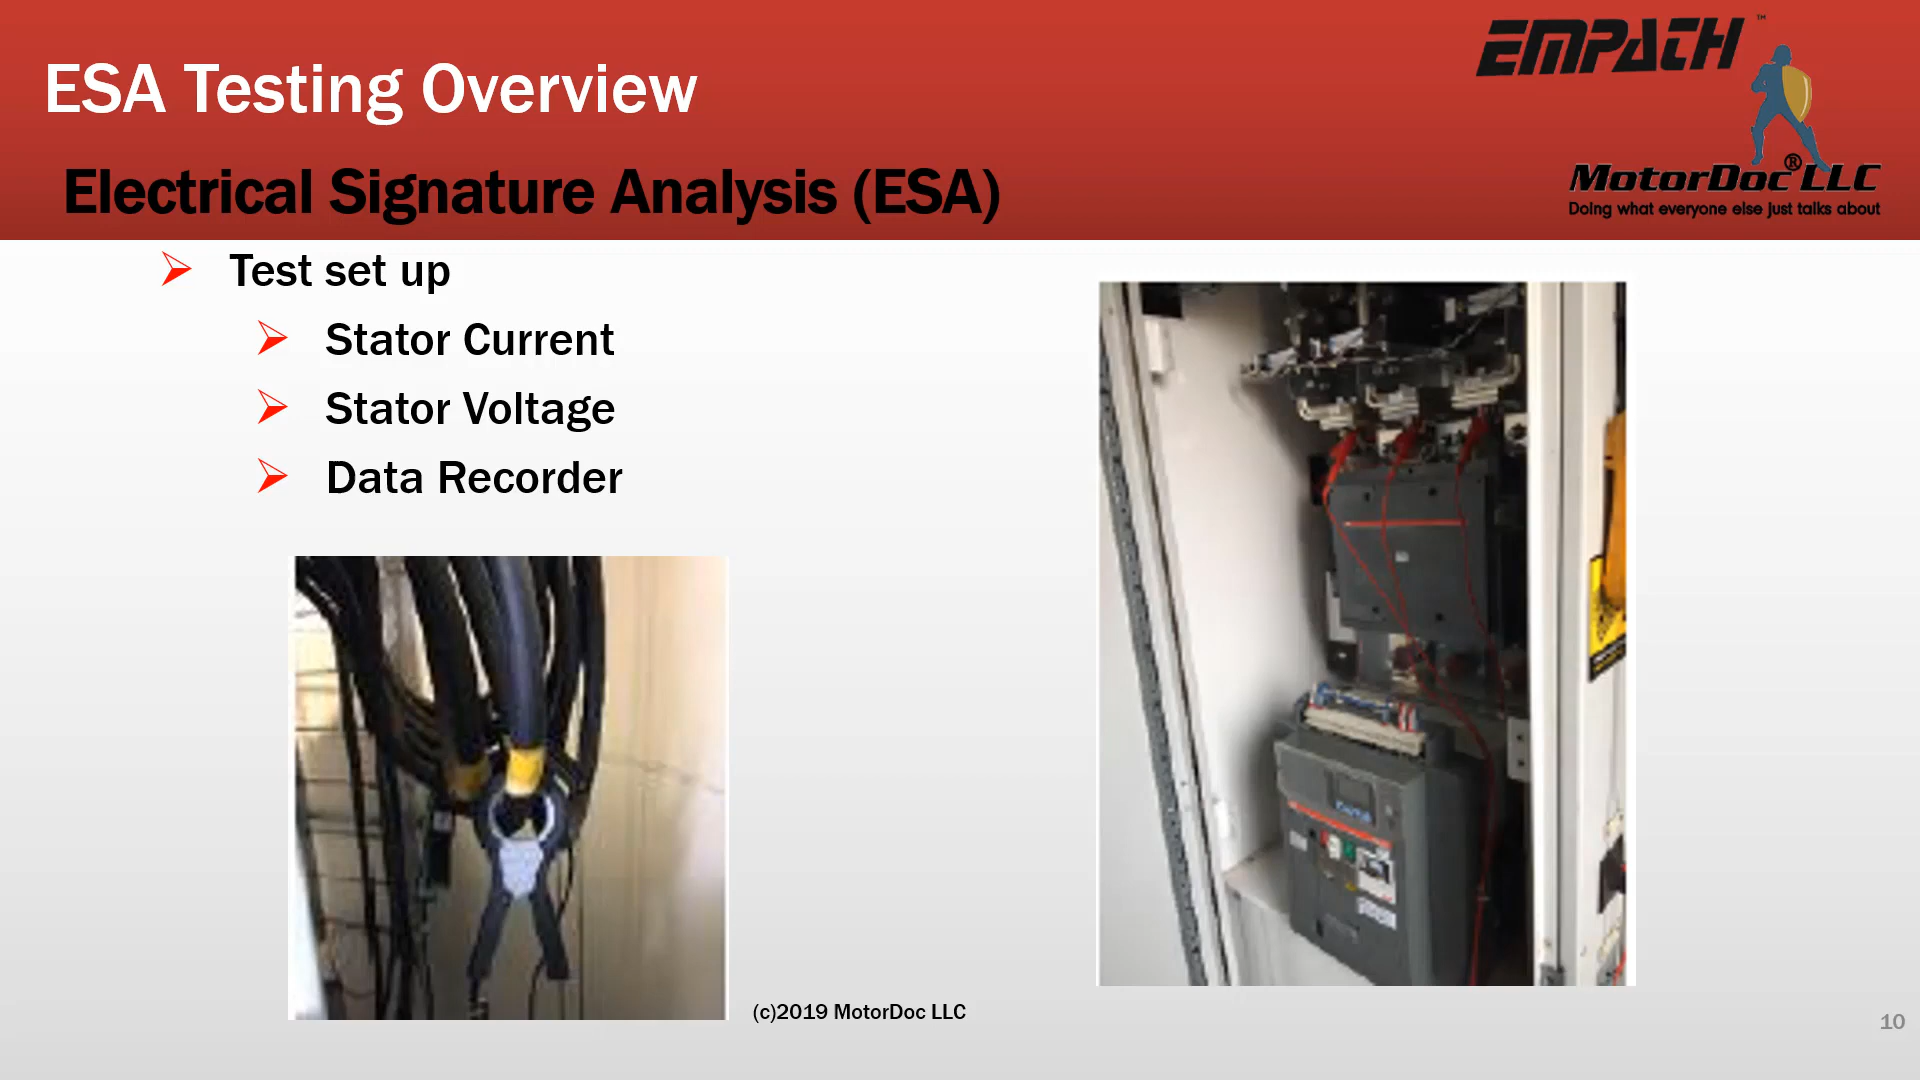 ESA Testing Overview
EMPATH™
Electrical Signature Analysis (ESA)
MotorDoc® LLC
Doing what everyone else just talks about
Test set up
Stator Current
Stator Voltage
Data Recorder
(c)2019 MotorDoc LLC
10